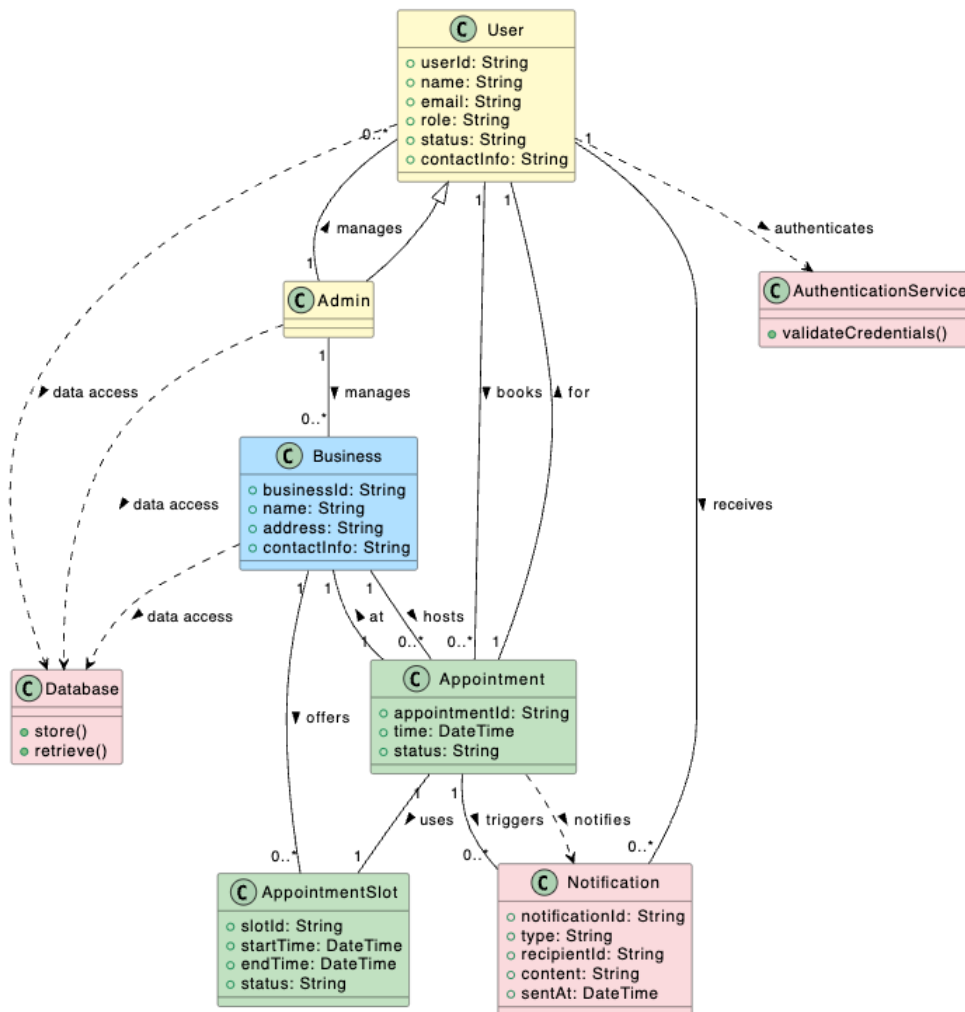 C User
userId: String
name: String
email: String
role: String
status: String
contactInfo: String
0..*
1
manages
authenticates
1
1
1
C Admin
C AuthenticationService
validateCredentials()
1
data access
manages
books
for
0..*
C Business
businessId: String
name: String
address: String
contactInfo: String
data access
receives
1
1
1
data access
at
hosts
1
0..*
0..*
1
C Database
store()
retrieve()
C Appointment
appointmentId: String
time: DateTime
status: String
offers
1
1
uses
triggers
notifies
0..*
1
0..*
0..*
C AppointmentSlot
slotId: String
startTime: DateTime
endTime: DateTime
status: String
C Notification
notificationId: String
type: String
recipientId: String
content: String
sentAt: DateTime